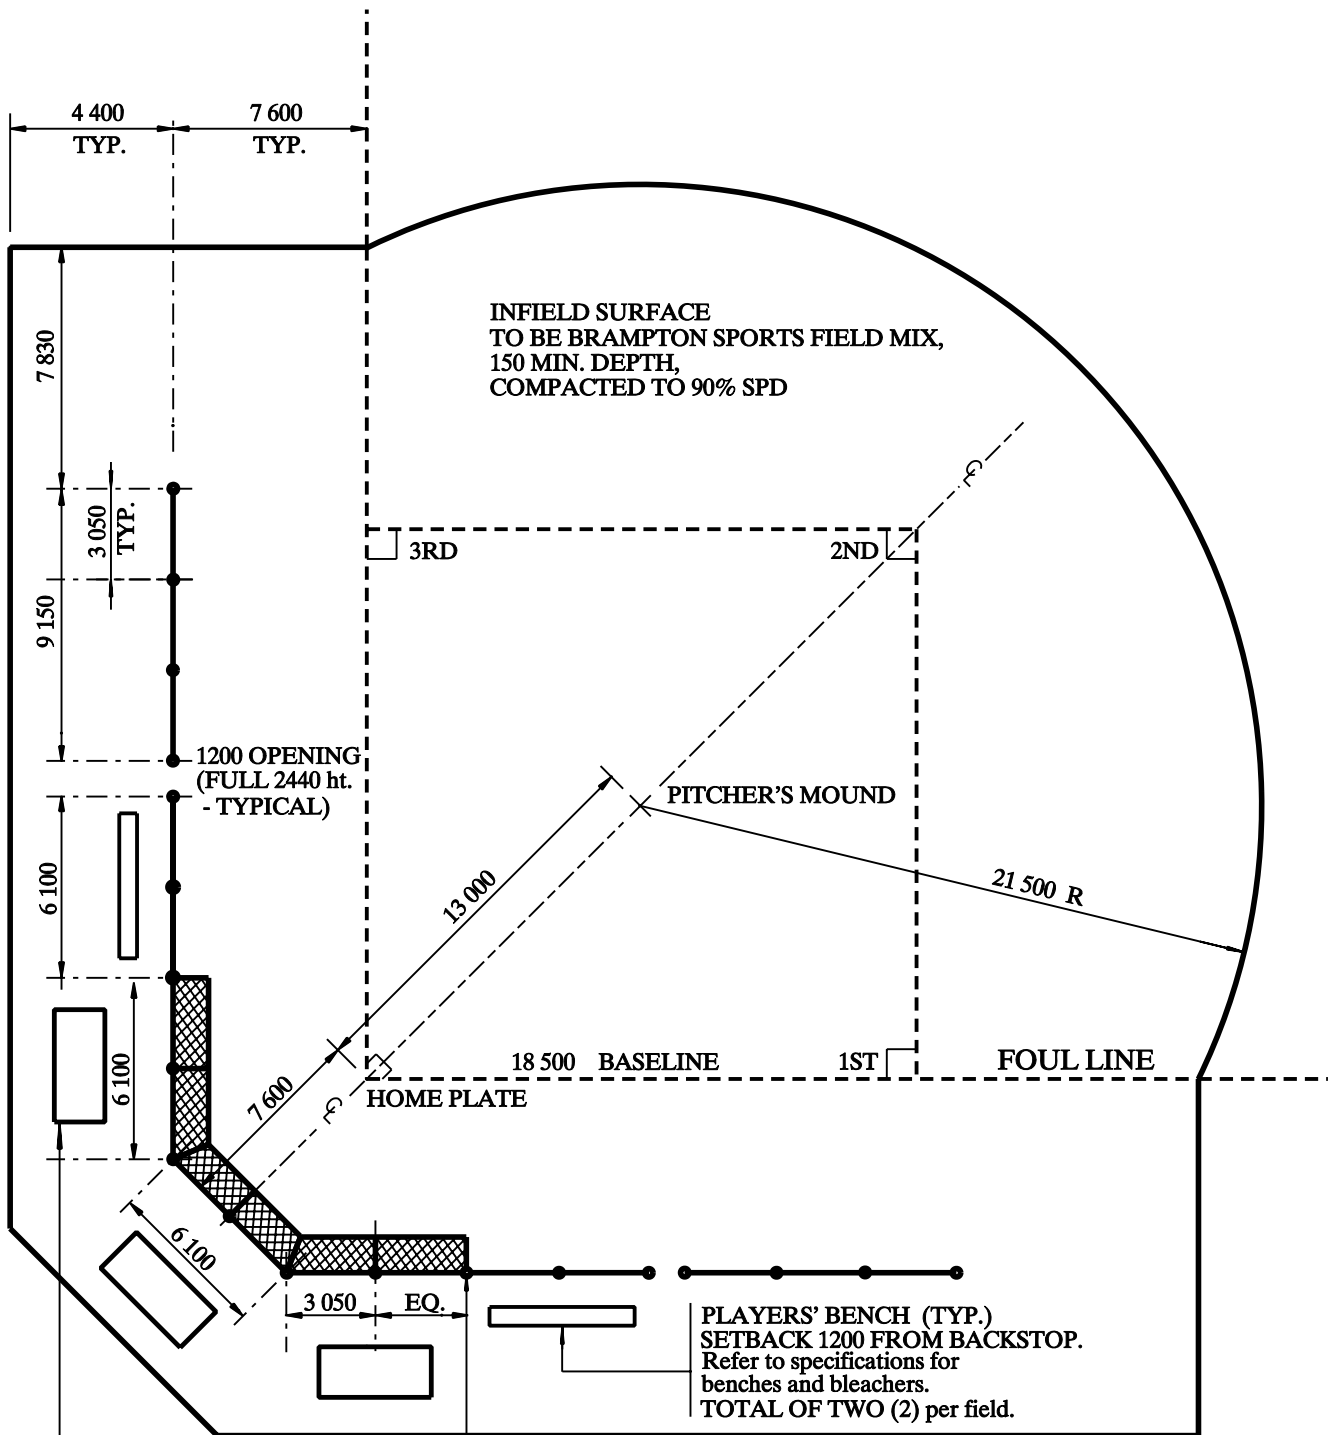 4 400
TYP.
7 600
TYP.
7 830
INFIELD SURFACE
TO BE BRAMPTON SPORTS FIELD MIX,
150 MIN. DEPTH,
COMPACTED TO 90% SPD
℄
3 050
TYP.
9 150
3RD
2ND
1200 OPENING
(FULL 2440 ht.
- TYPICAL)
PITCHER'S MOUND
6 100
13 000
21 500 R
6 100
7 600
℄
18 500 BASELINE
1ST
FOUL LINE
HOME PLATE
6 100
3 050
EQ.
PLAYERS' BENCH (TYP.)
SETBACK 1200 FROM BACKSTOP.
Refer to specifications for
benches and bleachers.
TOTAL OF TWO (2) per field.